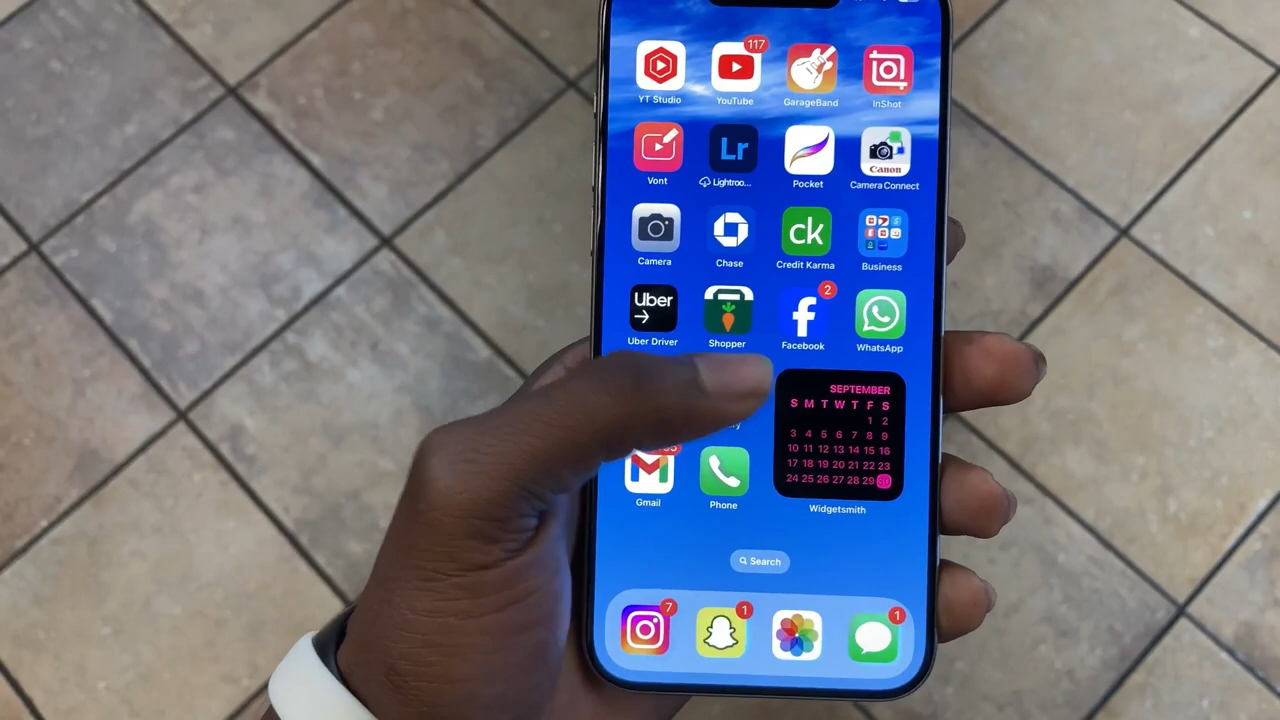 117
YT Studio YouTube GarageBand InShot
Lr
Canon
Vont Lightroo... Pocket Camera Connect
ck
Camera Chase Credit Karma Business
Uber
2
Uber Driver Shopper Facebook WhatsApp
SEPTEMBER
S M T W T F S
1 2
3 4 5 6 7 8 9
10 11 12 13 14 15 16
17 18 19 20 21 22 23
24 25 26 27 28 29 30
Gmail Phone Widgetsmith
Search
7 1 1